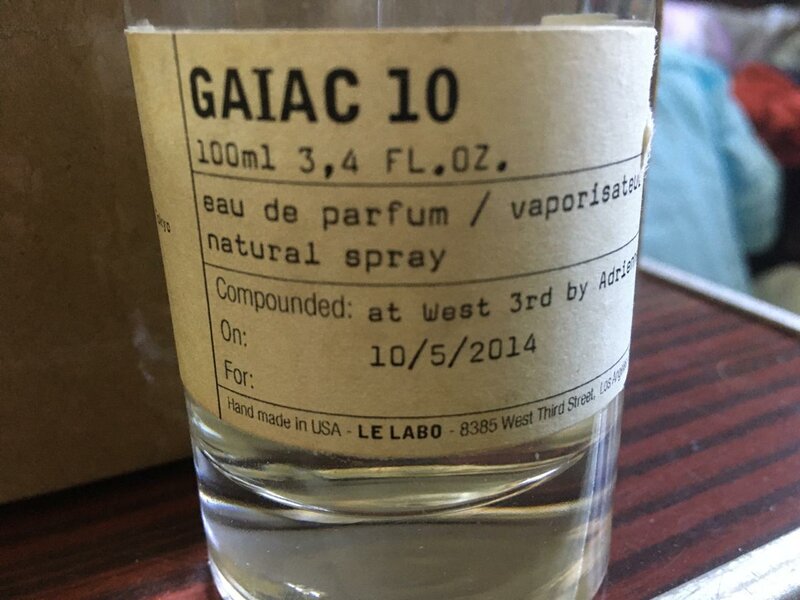 GAIAC 10
100ml 3,4 FL.OZ.
eau de parfum / vaporisateu
natural spray
Compounded: at West 3rd by Adrien
On: 10/5/2014
For:
Hand made in USA - LE LABO - 8385 West Third Street, Los Angele